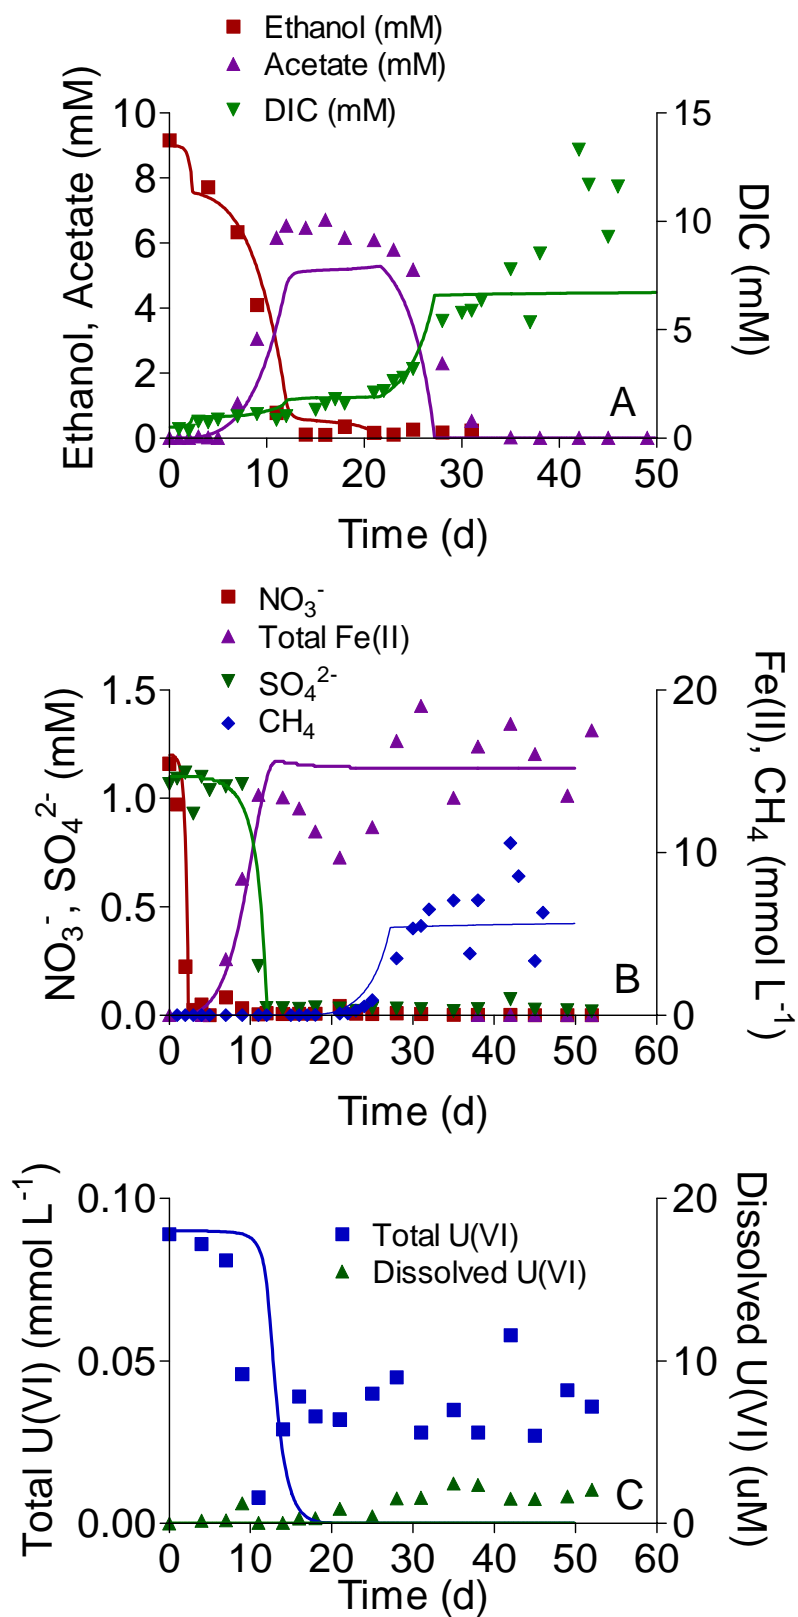 Ethanol (mM)
Acetate (mM)
DIC (mM)
Ethanol, Acetate (mM)
10
8
6
4
2
0
15
10
5
0
DIC (mM)
A
0 10 20 30 40 50
Time (d)
NO₃⁻
Total Fe(II)
SO₄²⁻
CH₄
NO₃⁻, SO₄²⁻ (mM)
1.5
1.0
0.5
0.0
20
10
0
Fe(II), CH₄ (mmol L⁻¹)
B
0 10 20 30 40 50 60
Time (d)
Total U(VI) (mmol L⁻¹)
0.10
0.05
0.00
Total U(VI)
Dissolved U(VI)
20
10
0
Dissolved U(VI) (uM)
C
0 10 20 30 40 50 60
Time (d)